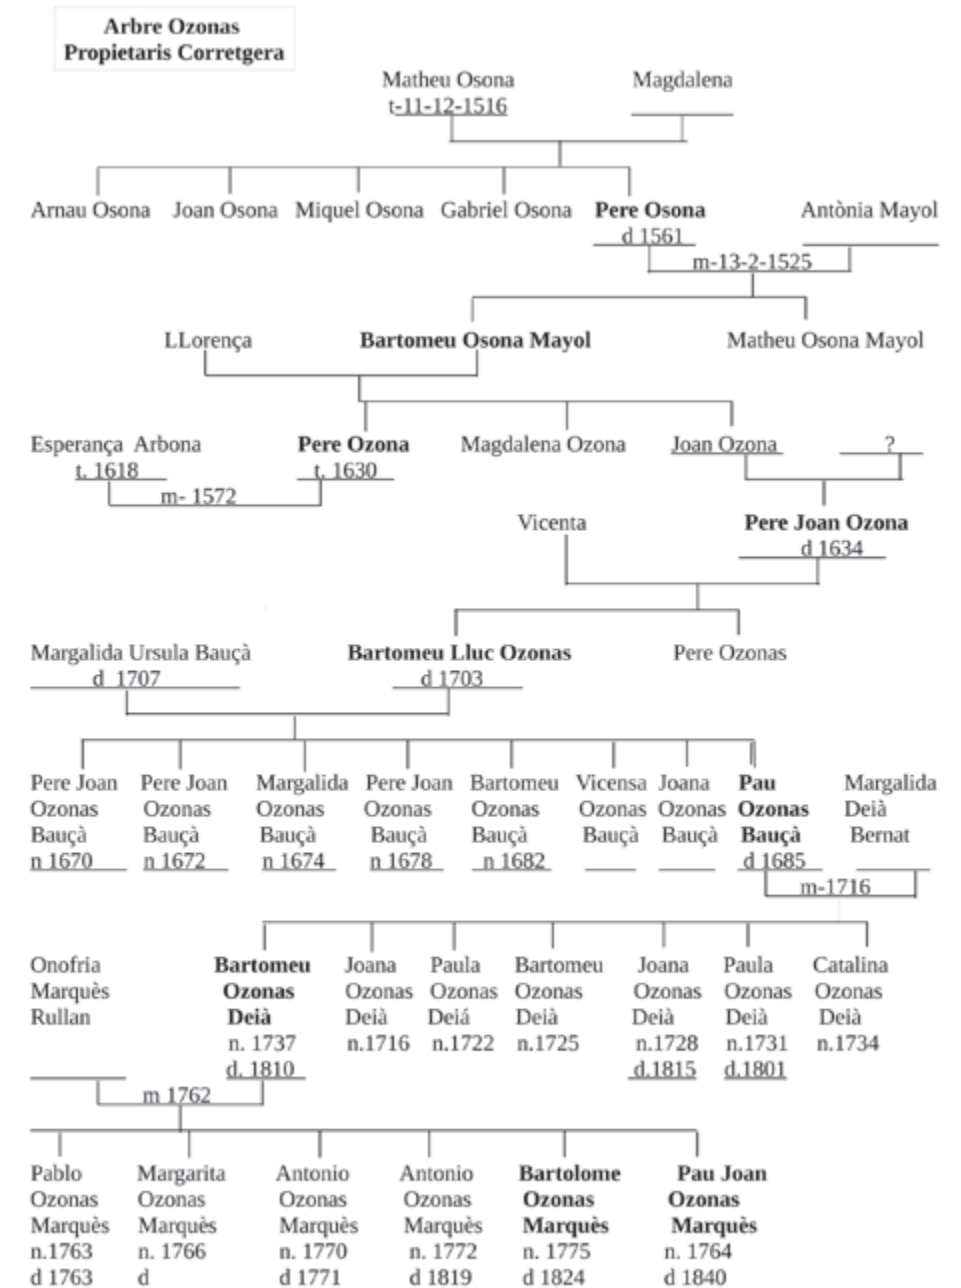 Arbre Ozonas
Propietaris Corretgera
Matheu Osona Magdalena
t-11-12-1516
Arnau Osona Joan Osona Miquel Osona Gabriel Osona Pere Osona Antònia Mayol
d 1561
m-13-2-1525
LLorença Bartomeu Osona Mayol Matheu Osona Mayol
Esperança Arbona Pere Ozona Magdalena Ozona Joan Ozona ?
t. 1618 t. 1630
m- 1572
Vicenta Pere Joan Ozona
d 1634
Margalida Ursula Bauçà Bartomeu Lluc Ozonas Pere Ozonas
d 1707 d 1703
Pere Joan Pere Joan Margalida Pere Joan Bartomeu Vicensa Joana Pau Margalida
Ozonas Ozonas Ozonas Ozonas Ozonas Ozonas Ozonas Ozonas Deià
Bauçà Bauçà Bauçà Bauçà Bauçà Bauçà Bauçà Bauçà Bernat
n 1670 n 1672 n 1674 n 1678 n 1682 d 1685
m-1716
Onofria Bartomeu Joana Paula Bartomeu Joana Paula Catalina
Marquès Ozonas Ozonas Ozonas Ozonas Ozonas Ozonas Ozonas
Rullan Deià Deià Deiá Deià Deià Deià Deià
n. 1737 n.1716 n.1722 n.1725 n.1728 n.1731 n.1734
d. 1810 d.1815 d.1801
m 1762
Pablo Margarita Antonio Antonio Bartolome Pau Joan
Ozonas Ozonas Ozonas Ozonas Ozonas Ozonas
Marquès Marquès Marquès Marquès Marquès Marquès
n.1763 n. 1766 n. 1770 n. 1772 n. 1775 n. 1764
d 1763 d d 1771 d 1819 d 1824 d 1840